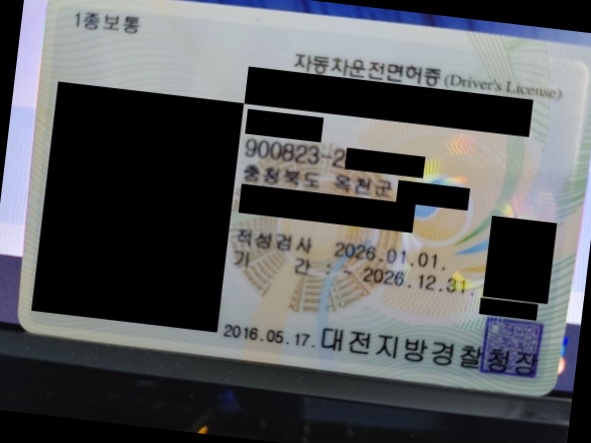 1종보통
자동차운전면허증 (Driver's License)
900823-2
충청북도 옥천군
적성검사 2026.01.01.
기 간 : ~ 2026.12.31.
2016.05.17. 대전지방경찰청장